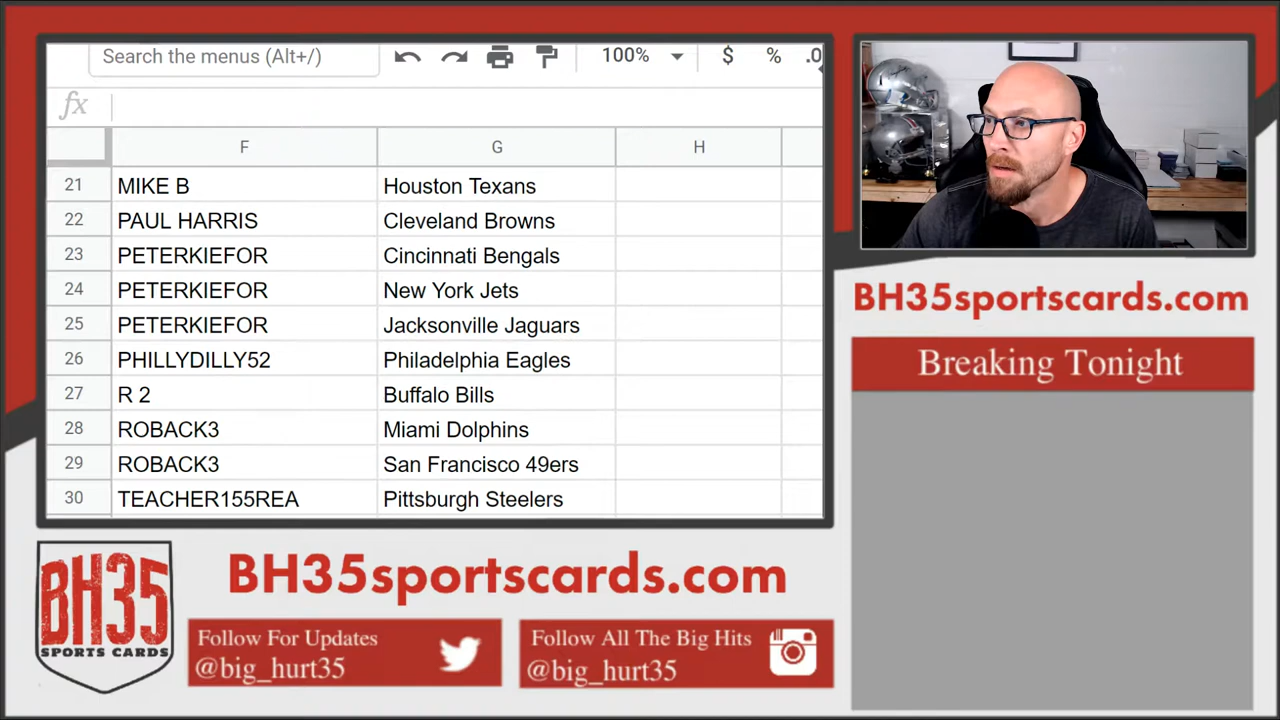 Search the menus (Alt+/)
100%
$
%
.0
fx
F
G
H
21 MIKE B Houston Texans
22 PAUL HARRIS Cleveland Browns
23 PETERKIEFOR Cincinnati Bengals
24 PETERKIEFOR New York Jets
25 PETERKIEFOR Jacksonville Jaguars
26 PHILLYDILLY52 Philadelphia Eagles
27 R 2 Buffalo Bills
28 ROBACK3 Miami Dolphins
29 ROBACK3 San Francisco 49ers
30 TEACHER155REA Pittsburgh Steelers
BH35sportscards.com
Breaking Tonight
BH35
SPORTS CARDS
BH35sportscards.com
Follow For Updates
@big_hurt35
Follow All The Big Hits
@big_hurt35